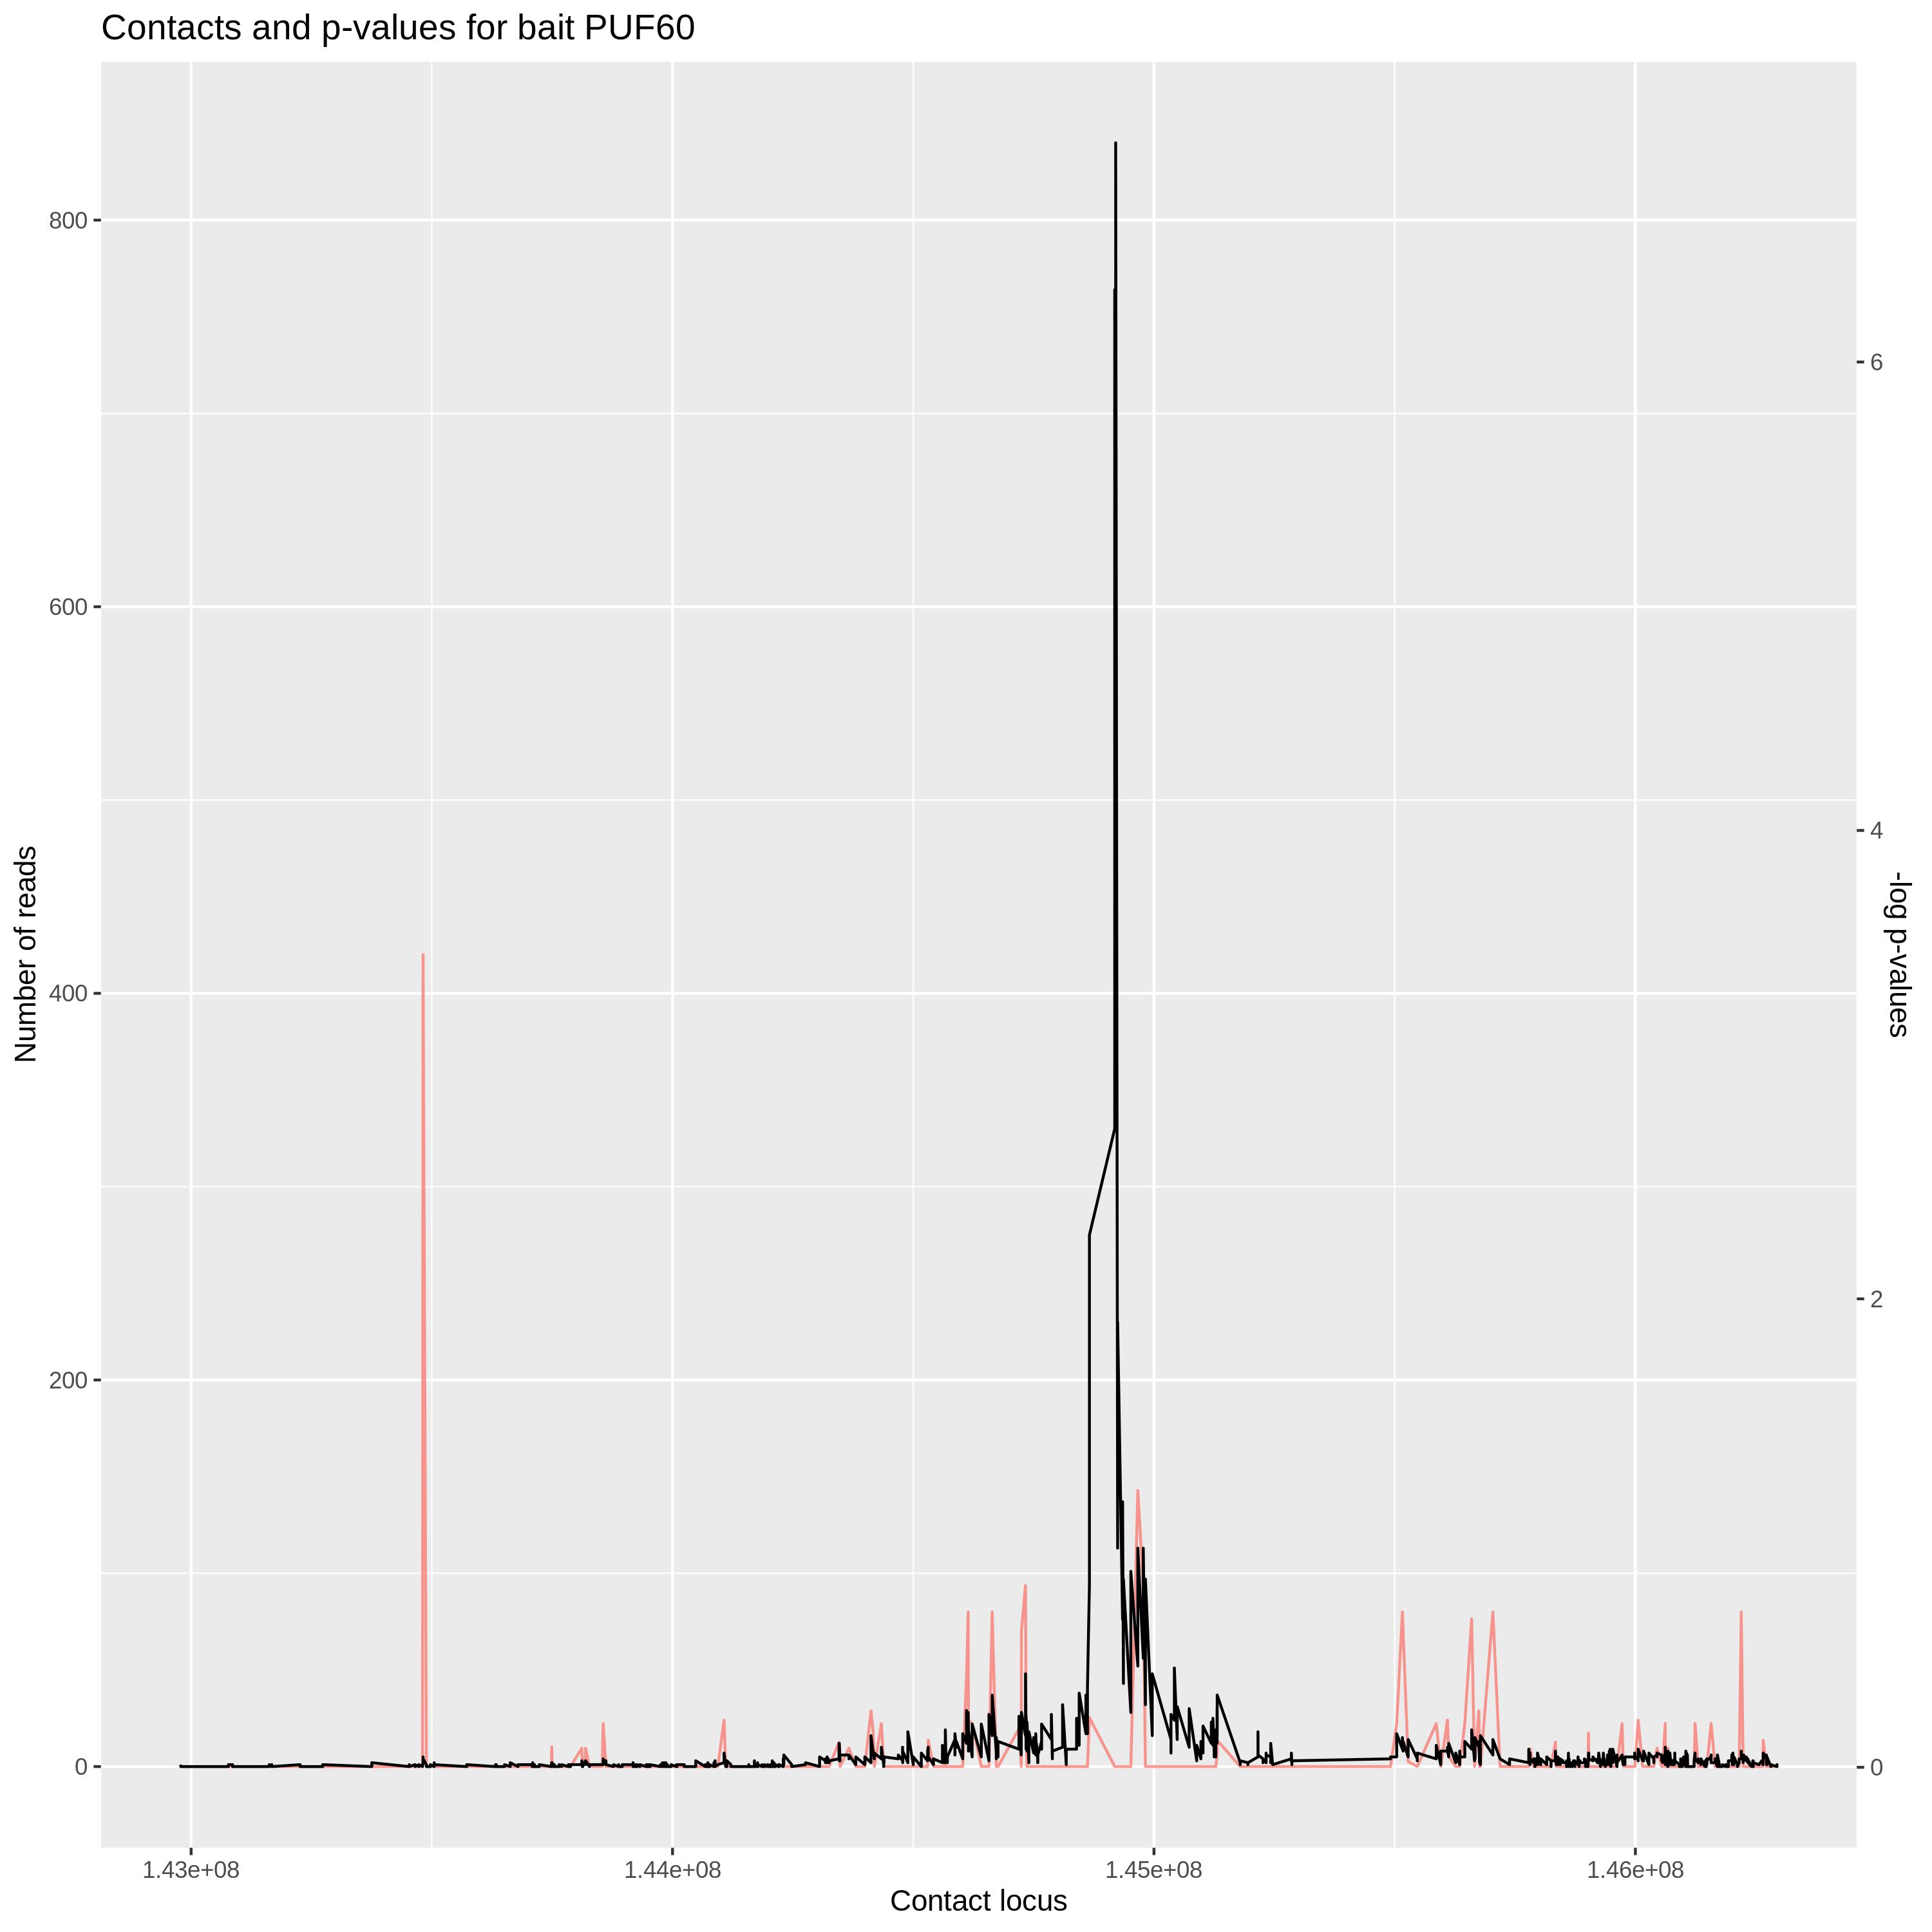 Contacts and p-values for bait PUF60
Number of reads
800
600
400
200
0
-log p-values
6
4
2
0
1.43e+08
1.44e+08
1.45e+08
1.46e+08
Contact locus